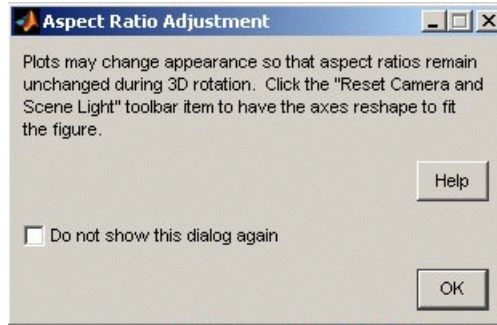 Aspect Ratio Adjustment
Plots may change appearance so that aspect ratios remain
unchanged during 3D rotation. Click the "Reset Camera and
Scene Light" toolbar item to have the axes reshape to fit
the figure.
Help
Do not show this dialog again
OK